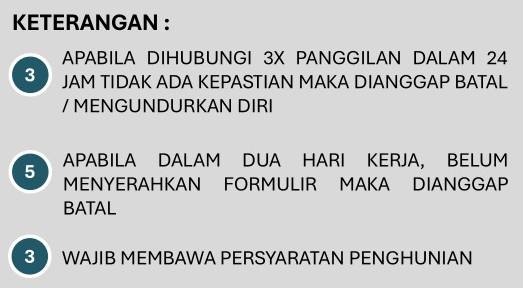 KETERANGAN :
3 APABILA DIHUBUNGI 3X PANGGILAN DALAM 24
JAM TIDAK ADA KEPASTIAN MAKA DIANGGAP BATAL
/ MENGUNDURKAN DIRI
5 APABILA DALAM DUA HARI KERJA, BELUM
MENYERAHKAN FORMULIR MAKA DIANGGAP
BATAL
3 WAJIB MEMBAWA PERSYARATAN PENGHUNIAN